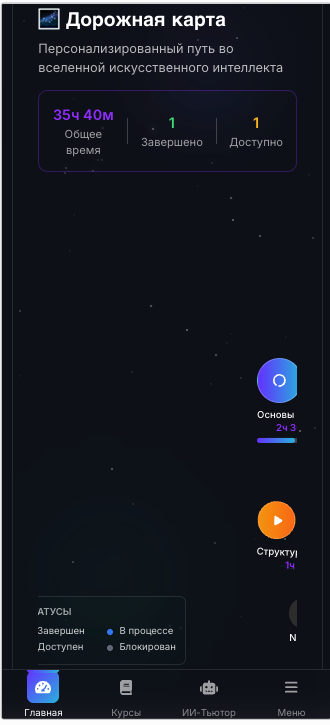 Дорожная карта
Персонализированный путь во
вселенной искусственного интеллекта
35ч 40м
Общее
время
1
Завершено
1
Доступно
Основы
2ч 3
Структур
1ч
N
АТУСЫ
Завершен
В процессе
Доступен
Блокирован
Главная
Курсы
ИИ-Тьютор
Меню